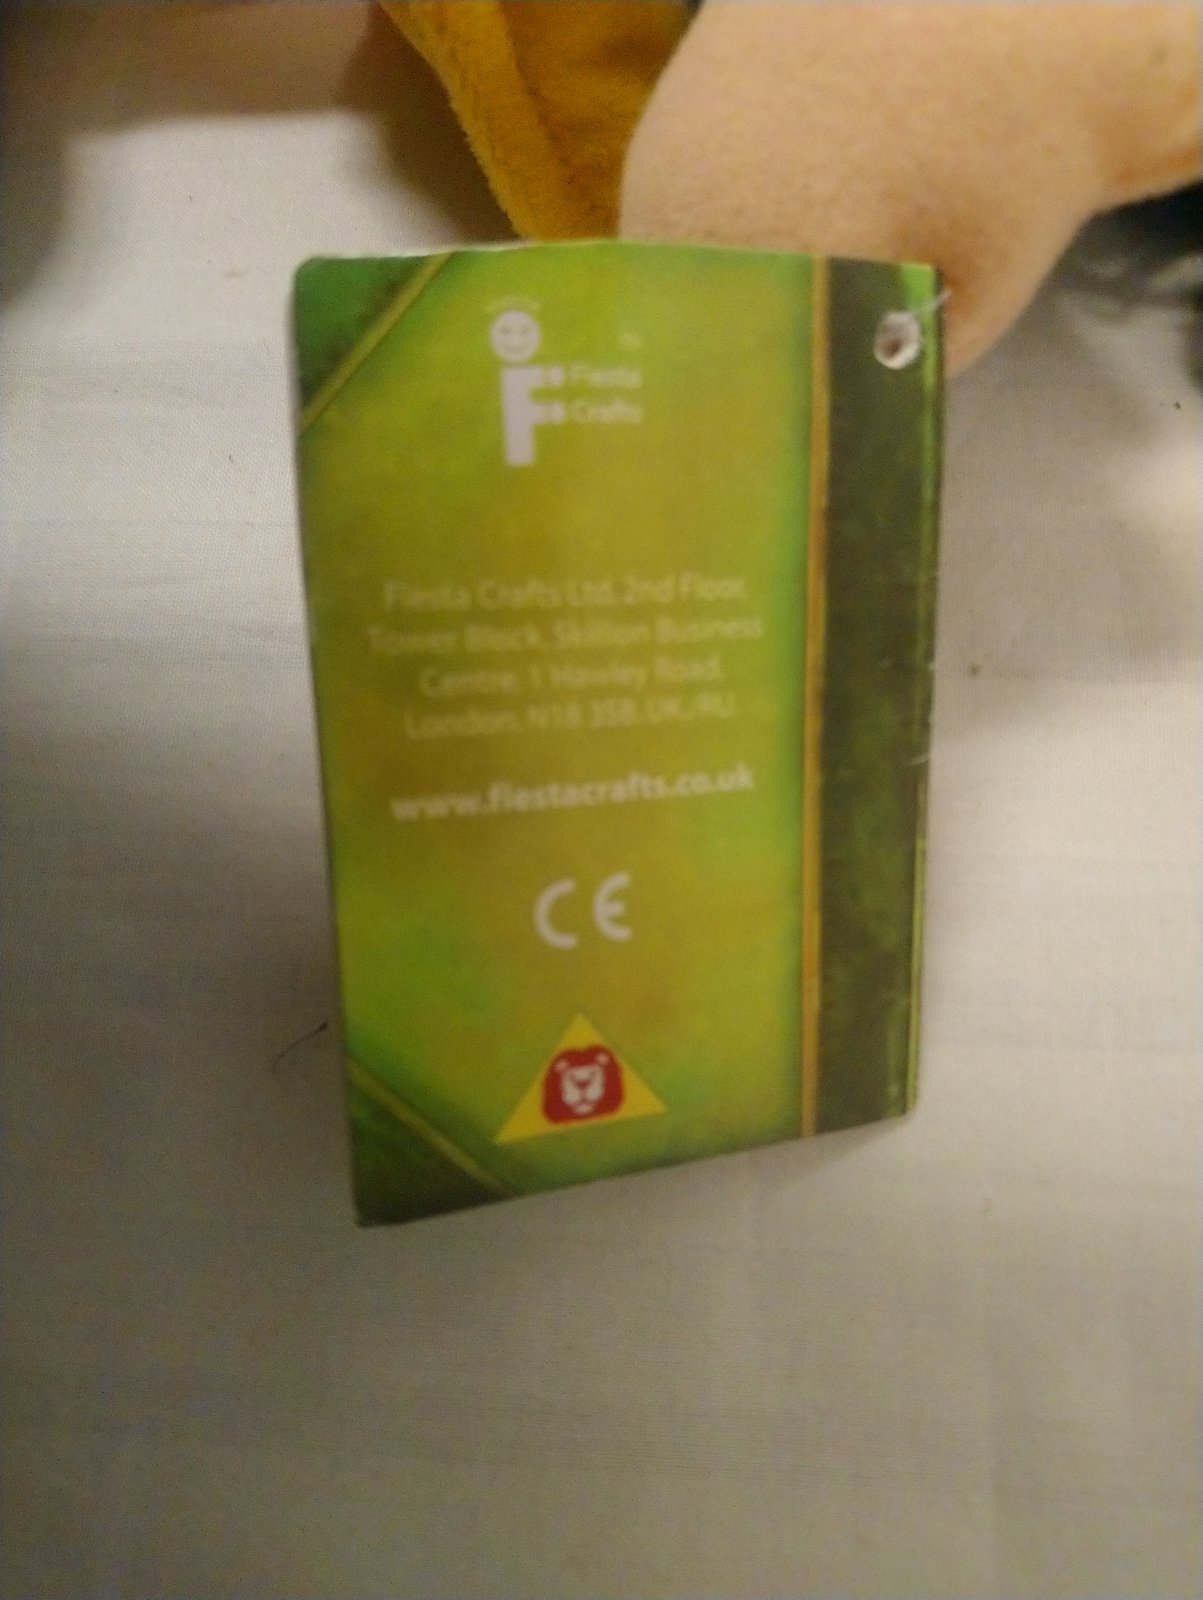 Fiesta
Crafts
Fiesta Crafts Ltd, 2nd Floor,
Tower Block, Skillion Business
Centre, 1 Hawley Road
London, N18 3SB, UK./RU
www.fiestacrafts.co.uk
CE